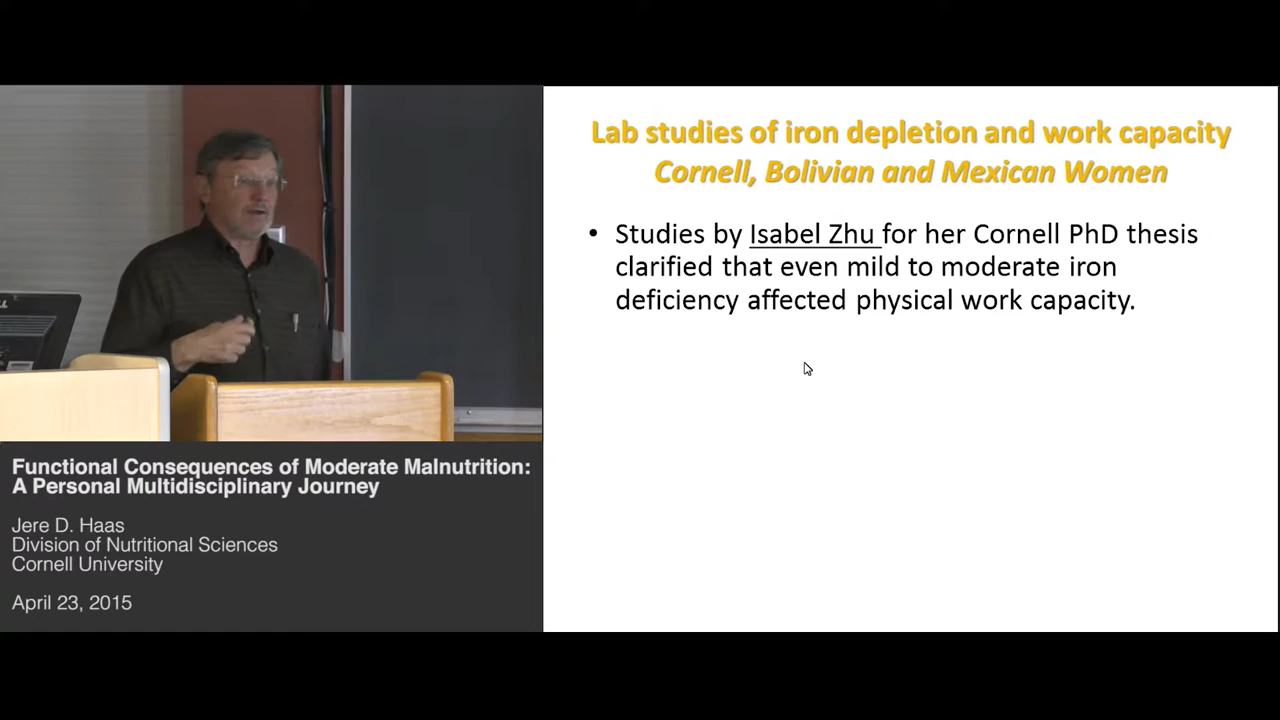 Lab studies of iron depletion and work capacity
Cornell, Bolivian and Mexican Women
• Studies by Isabel Zhu for her Cornell PhD thesis
clarified that even mild to moderate iron
deficiency affected physical work capacity.
Functional Consequences of Moderate Malnutrition:
A Personal Multidisciplinary Journey
Jere D. Haas
Division of Nutritional Sciences
Cornell University
April 23, 2015